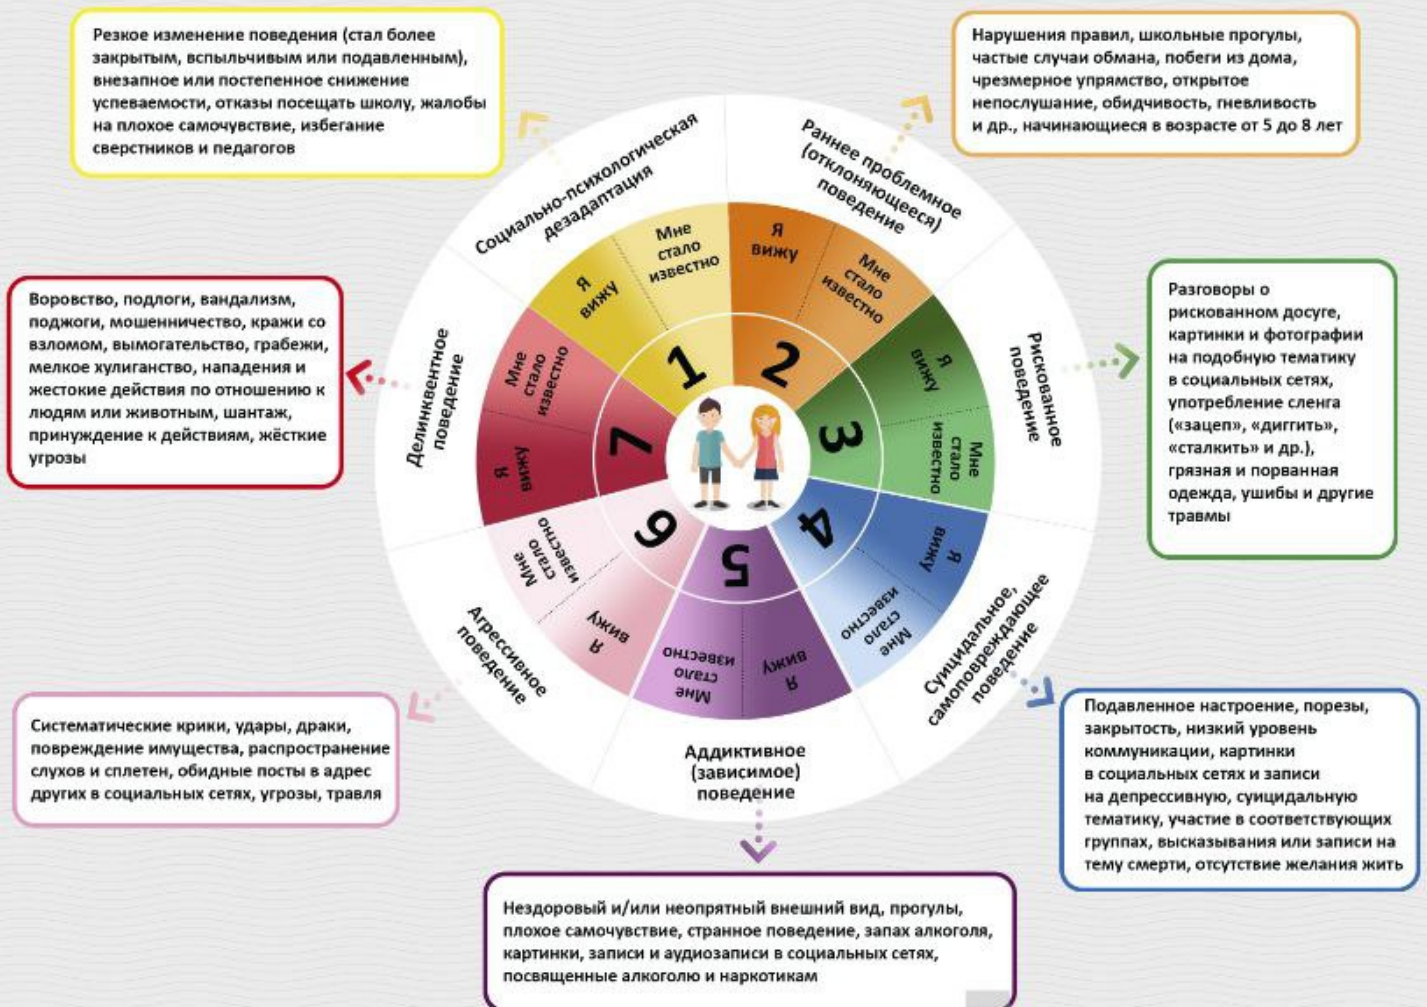 Резкое изменение поведения (стал более
закрытым, вспыльчивым или подавленным),
внезапное или постепенное снижение
успеваемости, отказы посещать школу, жалобы
на плохое самочувствие, избегание
сверстников и педагогов
Нарушения правил, школьные прогулы,
частые случаи обмана, побеги из дома,
чрезмерное упрямство, открытое
непослушание, обидчивость, гневливость
и др., начинающиеся в возрасте от 5 до 8 лет
Социально-психологическая
дезадаптация
Раннее проблемное
(отклоняющееся)
поведение
Я
вижу
Мне
стало
известно
1
Я
вижу
Мне
стало
известно
2
Воровство, подлоги, вандализм,
поджоги, мошенничество, кражи со
взломом, вымогательство, грабежи,
мелкое хулиганство, нападения и
жестокие действия по отношению к
людям или животным, шантаж,
принуждение к действиям, жёсткие
угрозы
Делинквентное
поведение
Мне
стало
известно
Я
вижу
7
Рискованное
поведение
Я
вижу
Мне
стало
известно
3
Разговоры о
рискованном досуге,
картинки и фотографии
на подобную тематику
в социальных сетях,
употребление сленга
(«зацеп», «диггить»,
«сталкить» и др.),
грязная и порванная
одежда, ушибы и другие
травмы
Агрессивное
поведение
Мне
стало
известно
Я
вижу
6
Мне
стало
известно
Я
вижу
5
Я
вижу
Мне
стало
известно
4
Суицидальное,
самоповреждающее
поведение
Систематические крики, удары, драки,
повреждение имущества, распространение
слухов и сплетен, обидные посты в адрес
других в социальных сетях, угрозы, травля
Аддиктивное
(зависимое)
поведение
Подавленное настроение, порезы,
закрытость, низкий уровень
коммуникации, картинки
в социальных сетях и записи
на депрессивную, суицидальную
тематику, участие в соответствующих
группах, высказывания или записи на
тему смерти, отсутствие желания жить
Нездоровый и/или неопрятный внешний вид, прогулы,
плохое самочувствие, странное поведение, запах алкоголя,
картинки, записи и аудиозаписи в социальных сетях,
посвященные алкоголю и наркотикам